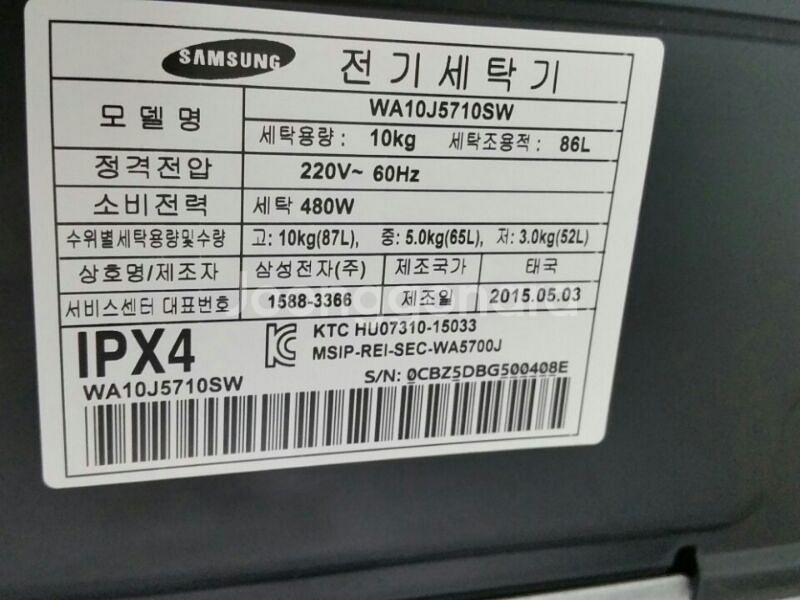 SAMSUNG 전기세탁기
모델명 WA10J5710SW
세탁용량 : 10kg 세탁조용적 : 86L
정격전압 220V~ 60Hz
소비전력 세탁 480W
수위별세탁용량및수량 고: 10kg(87L), 중: 5.0kg(65L), 저: 3.0kg(52L)
상호명/제조자 삼성전자(주) 제조국가 태국
서비스센터 대표번호 1588-3366 제조일 2015.05.03
Joonggonara
IPX4 KTC HU07310-15033
MSIP-REI-SEC-WA5700J
WA10J5710SW S/N: 0CBZ5DBG500408E